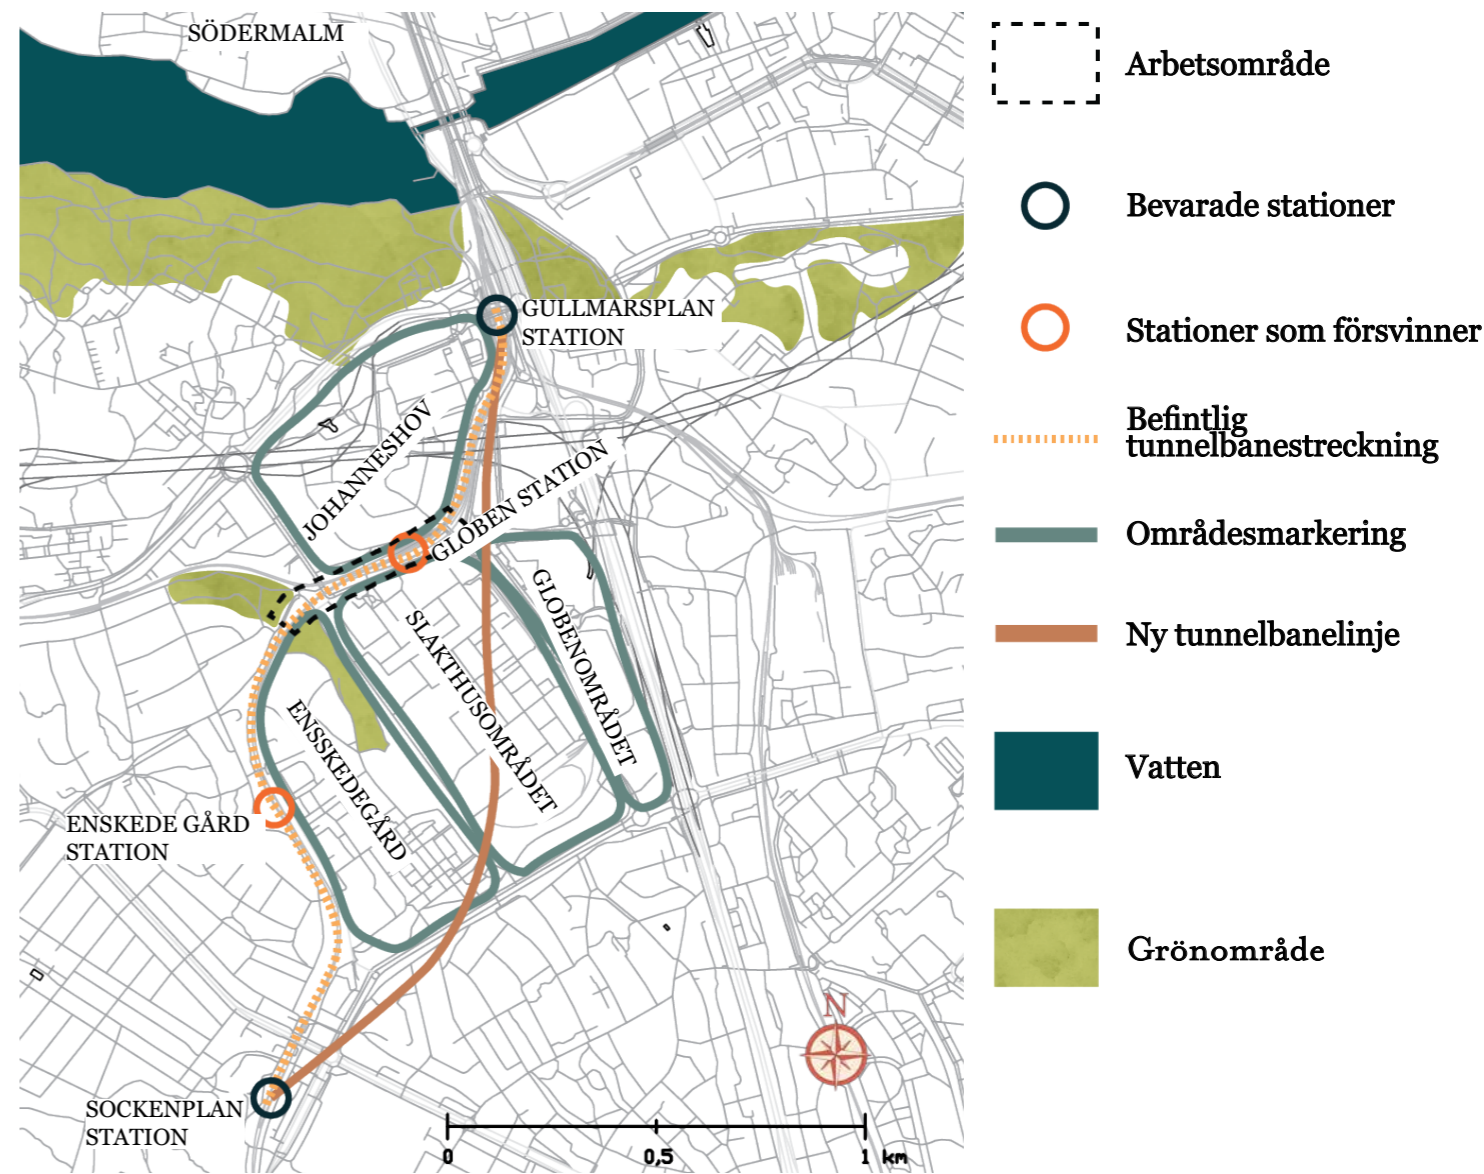 SÖDERMALM
GULLMARSPLAN
STATION
JOHANNESHOV
GLOBEN STATION
GLOBENOMRÅDET
SLAKTHUSOMRÅDET
ENSSKEDEGÅRD
ENSKEDE GÅRD
STATION
SOCKENPLAN
STATION
N
0
0,5
1 km
Arbetsområde
Bevarade stationer
Stationer som försvinner
Befintlig
tunnelbanestreckning
Områdesmarkering
Ny tunnelbanelinje
Vatten
Grönområde